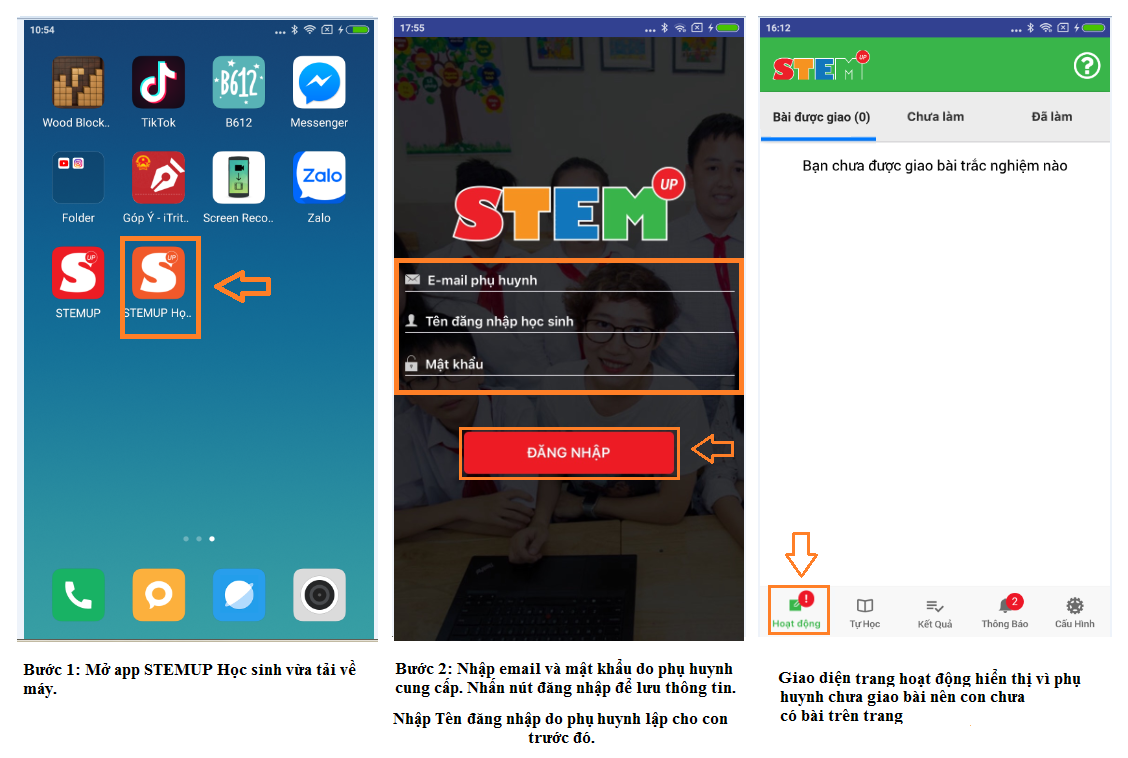 10:54
Wood Block..
TikTok
B612
B612
Messenger
Folder
Góp Ý - iTrit..
Screen Reco..
Zalo
Zalo
S UP
STEMUP
S UP
STEMUP Họ..
Bước 1: Mở app STEMUP Học sinh vừa tải về
máy.
17:55
STEM UP
E-mail phụ huynh
Tên đăng nhập học sinh
Mật khẩu
ĐĂNG NHẬP
Bước 2: Nhập email và mật khẩu do phụ huynh
cung cấp. Nhấn nút đăng nhập để lưu thông tin.
Nhập Tên đăng nhập do phụ huynh lập cho con
trước đó.
16:12
STEM UP
?
Bài được giao (0)
Chưa làm
Đã làm
Bạn chưa được giao bài trắc nghiệm nào
!
2
Hoạt động
Tự Học
Kết Quả
Thông Báo
Cấu Hình
Giao diện trang hoạt động hiển thị vì phụ
huynh chưa giao bài nên con chưa
có bài trên trang